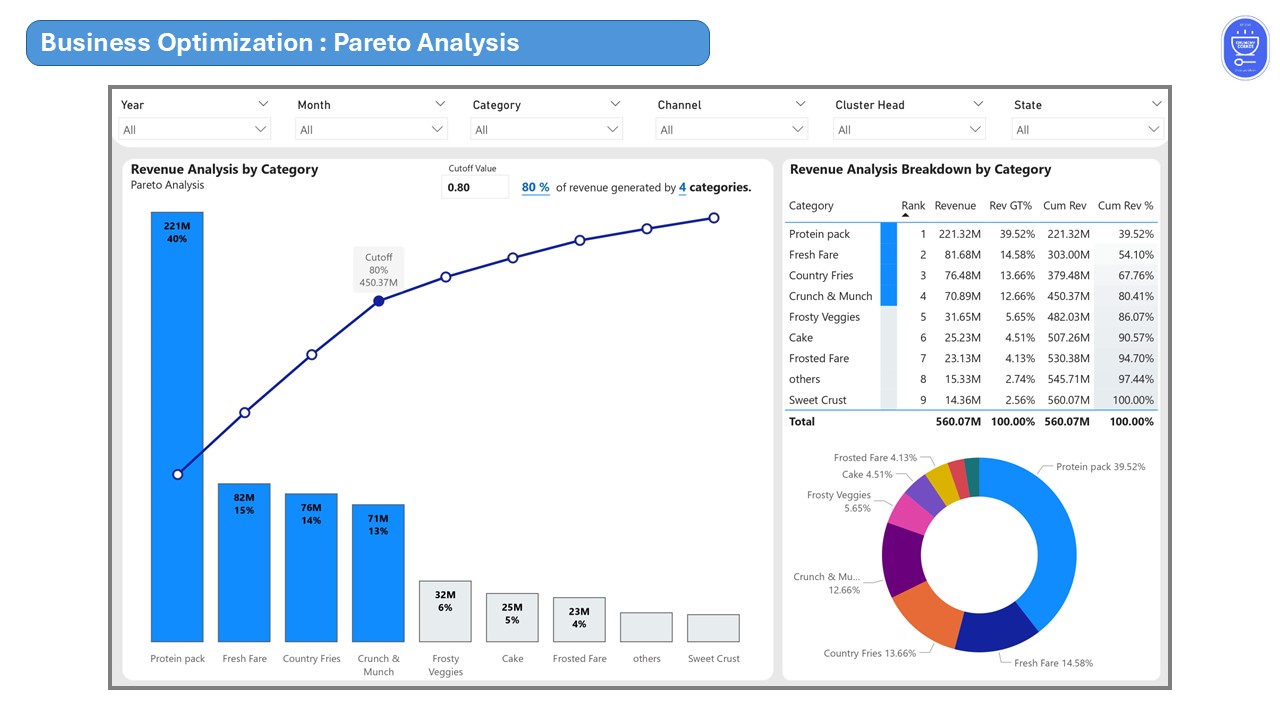 Business Optimization : Pareto Analysis
Year
Month
Category
Channel
Cluster Head
State
All
All
All
All
All
All
Revenue Analysis by Category
Pareto Analysis
Cutoff Value
0.80
80 % of revenue generated by 4 categories.
221M
40%
Cutoff
80%
450.37M
82M
15%
76M
14%
71M
13%
32M
6%
25M
5%
23M
4%
Protein pack
Fresh Fare
Country Fries
Crunch &
Munch
Frosty
Veggies
Cake
Frosted Fare
others
Sweet Crust
Revenue Analysis Breakdown by Category
Category Rank Revenue Rev GT% Cum Rev Cum Rev %
Protein pack 1 221.32M 39.52% 221.32M 39.52%
Fresh Fare 2 81.68M 14.58% 303.00M 54.10%
Country Fries 3 76.48M 13.66% 379.48M 67.76%
Crunch & Munch 4 70.89M 12.66% 450.37M 80.41%
Frosty Veggies 5 31.65M 5.65% 482.03M 86.07%
Cake 6 25.23M 4.51% 507.26M 90.57%
Frosted Fare 7 23.13M 4.13% 530.38M 94.70%
others 8 15.33M 2.74% 545.71M 97.44%
Sweet Crust 9 14.36M 2.56% 560.07M 100.00%
Total 560.07M 100.00% 560.07M 100.00%
Frosted Fare 4.13%
Cake 4.51%
Frosty Veggies
5.65%
Crunch & Mu...
12.66%
Country Fries 13.66%
Fresh Fare 14.58%
Protein pack 39.52%